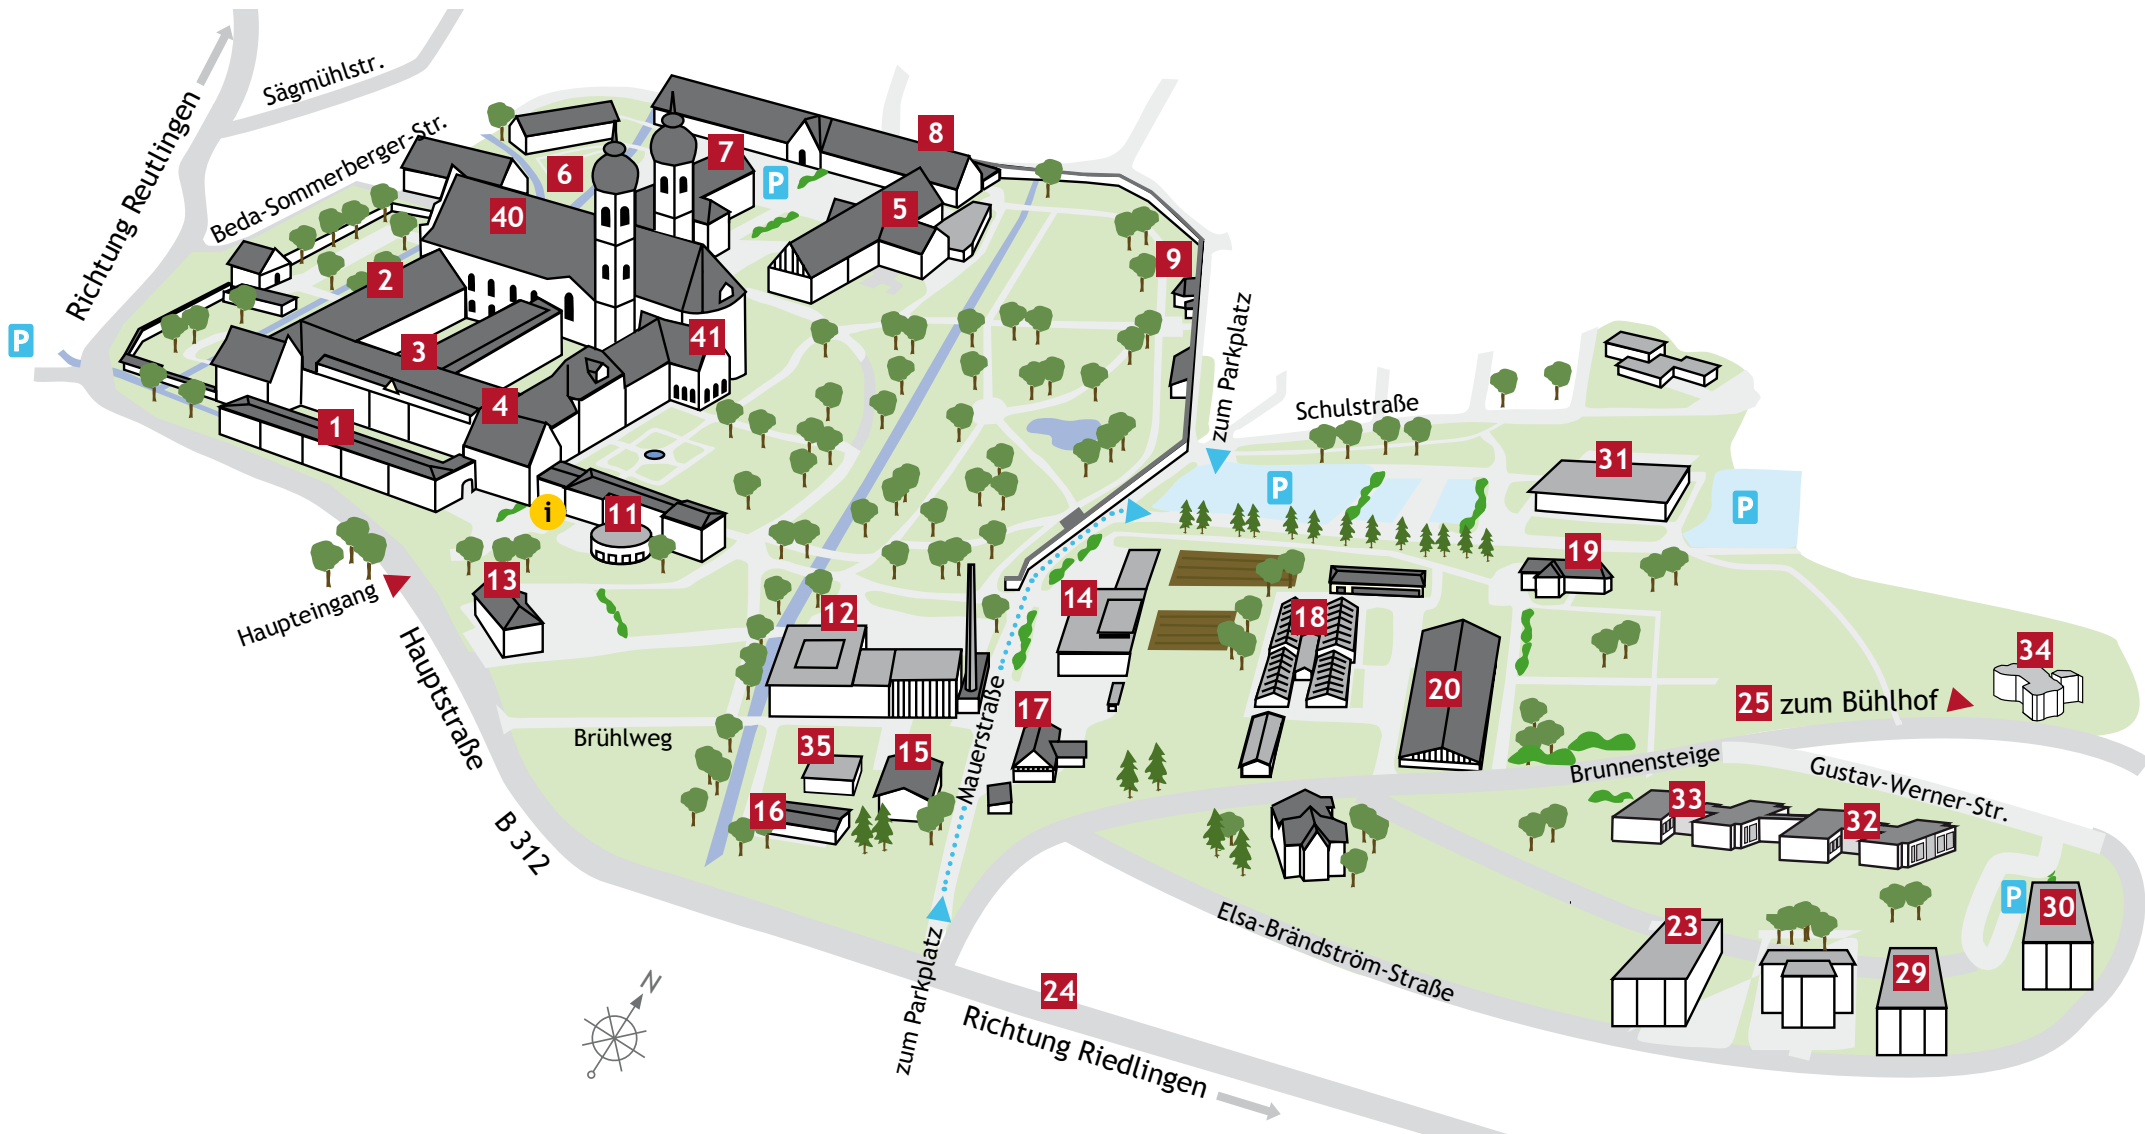 Sägmühlstr.
Richtung Reutlingen
Beda-Sommerberger-Str.
8
7
6
P
40
5
9
2
zum Parkplatz
P
3
41
4
1
Schulstraße
i
11
P
31
P
Haupteingang
13
12
14
19
18
Hauptstraße
20
34
25 zum Bühlhof
17
Mauerstraße
Brühlweg
35
15
16
Brunnensteige
Gustav-Werner-Str.
33
32
B 312
Elsa-Brändström-Straße
23
P
30
29
zum Parkplatz
N
24
Richtung Riedlingen